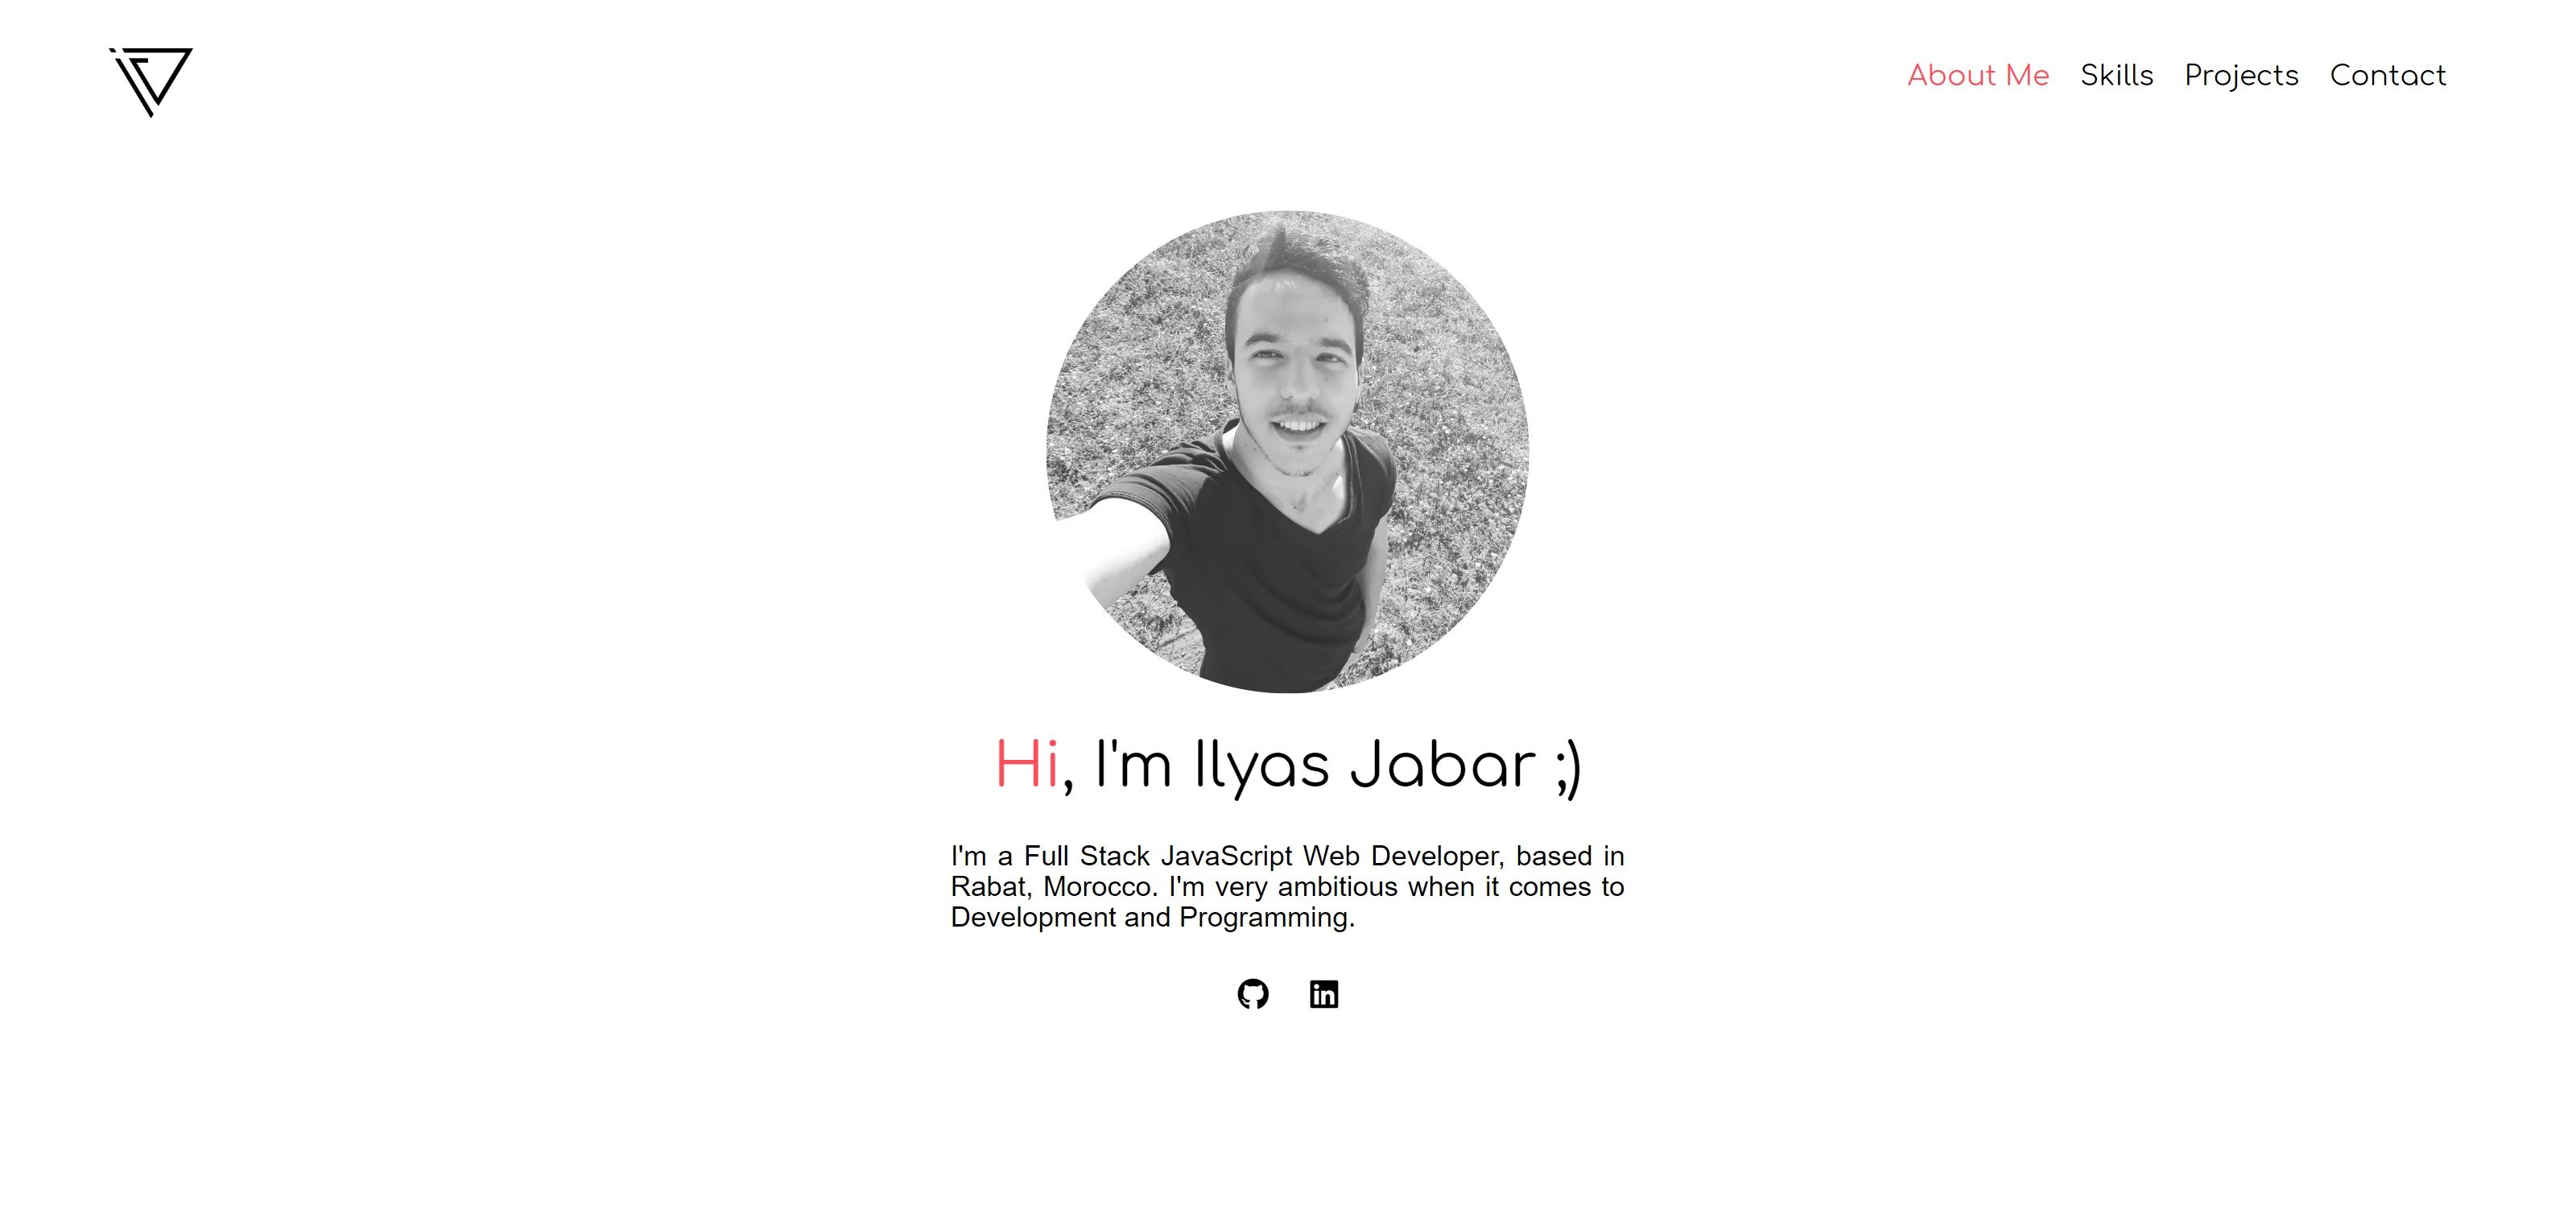 About Me Skills Projects Contact
Hi, I'm Ilyas Jabar ;)
I'm a Full Stack JavaScript Web Developer, based in
Rabat, Morocco. I'm very ambitious when it comes to
Development and Programming.
in